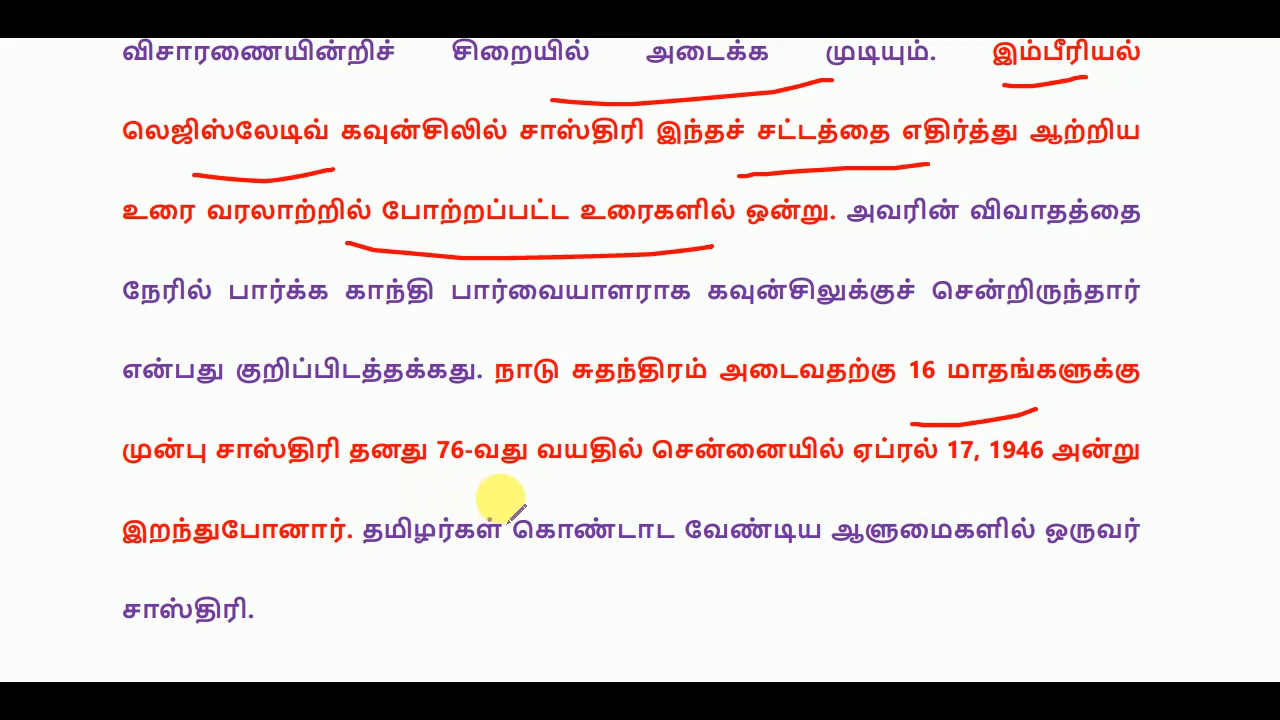 விசாரணையின்றிச் சிறையில் அடைக்க முடியும். இம்பீரியல்
லெஜிஸ்லேடிவ் கவுன்சிலில் சாஸ்திரி இந்தச் சட்டத்தை எதிர்த்து ஆற்றிய
உரை வரலாற்றில் போற்றப்பட்ட உரைகளில் ஒன்று. அவரின் விவாதத்தை
நேரில் பார்க்க காந்தி பார்வையாளராக கவுன்சிலுக்குச் சென்றிருந்தார்
என்பது குறிப்பிடத்தக்கது. நாடு சுதந்திரம் அடைவதற்கு 16 மாதங்களுக்கு
முன்பு சாஸ்திரி தனது 76-வது வயதில் சென்னையில் ஏப்ரல் 17, 1946 அன்று
இறந்துபோனார். தமிழர்கள் கொண்டாட வேண்டிய ஆளுமைகளில் ஒருவர்
சாஸ்திரி.